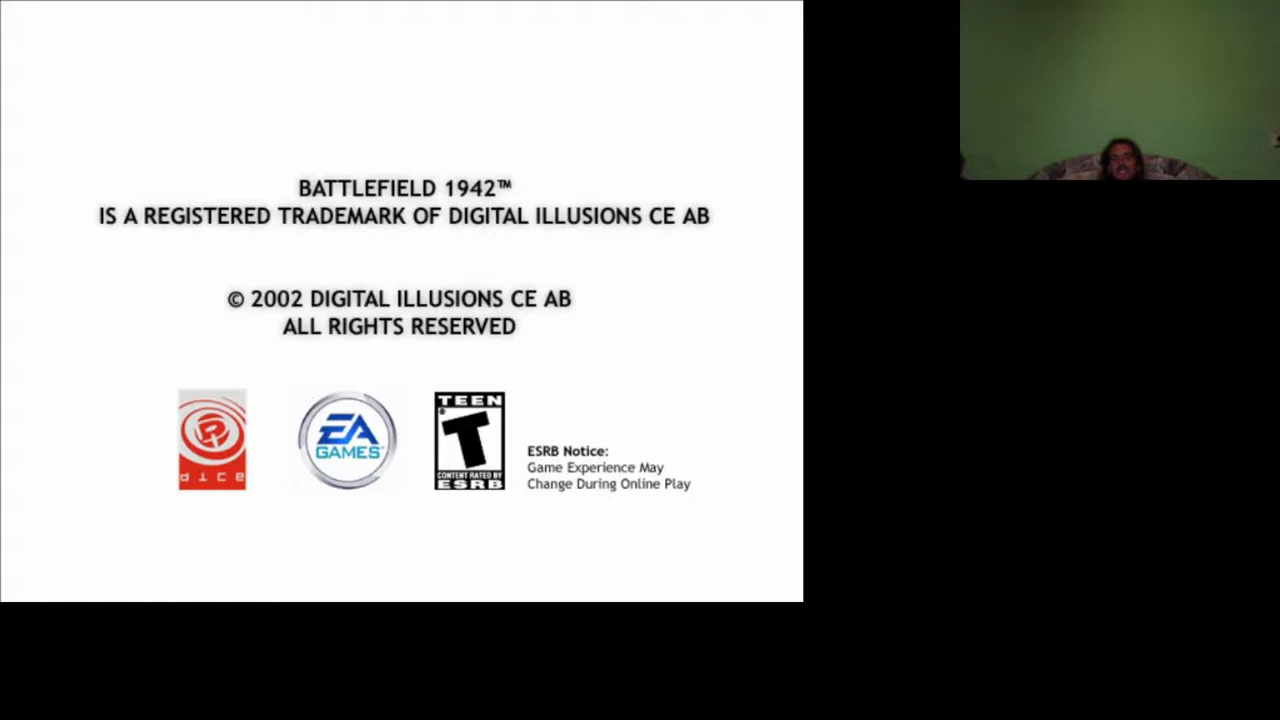 BATTLEFIELD 1942™
IS A REGISTERED TRADEMARK OF DIGITAL ILLUSIONS CE AB
© 2002 DIGITAL ILLUSIONS CE AB
ALL RIGHTS RESERVED
dice
EA
GAMES™
TEEN
T
CONTENT RATED BY
ESRB
ESRB Notice:
Game Experience May
Change During Online Play